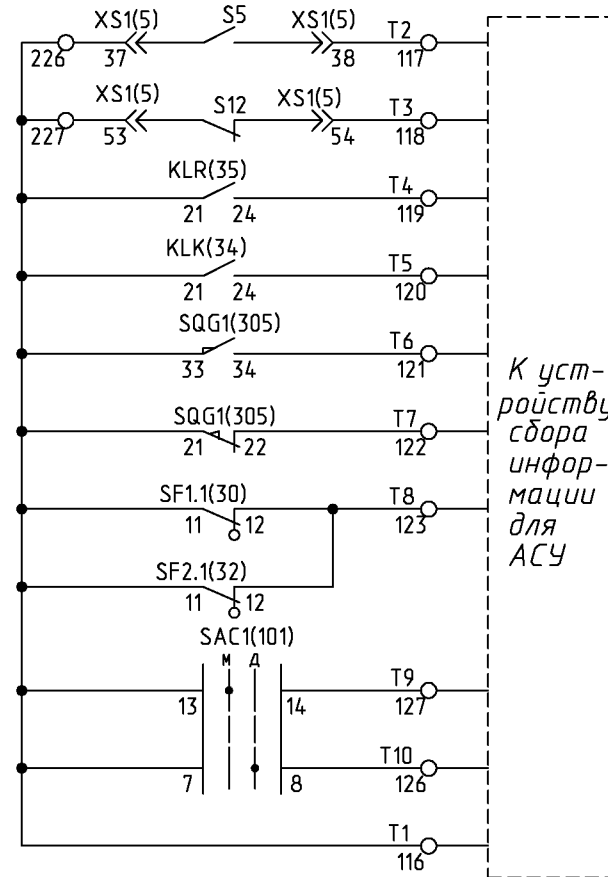 XS1(5) S5 XS1(5) T2
226 37 38 117
XS1(5) S12 XS1(5) T3
227 53 54 118
KLR(35) T4
21 24 119
KLK(34) T5
21 24 120
SQG1(305) T6
33 34 121
SQG1(305) T7
21 22 122
SF1.1(30) T8
11 12 123
SF2.1(32)
11 12
SAC1(101)
М Д
T9
13 14 127
T10
7 8 126
T1
116
К уст-
ройству
сбора
инфор-
мации
для
АСУ